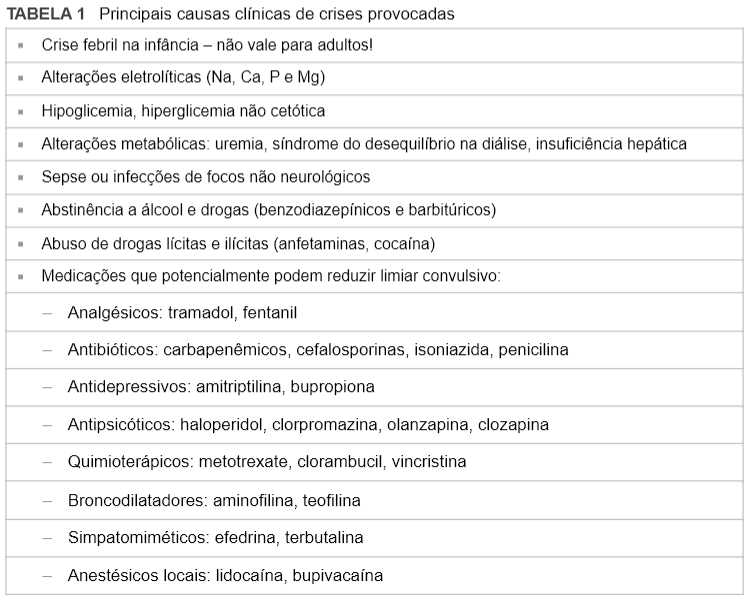 TABELA 1 Principais causas clínicas de crises provocadas
▪ Crise febril na infância – não vale para adultos!
▪ Alterações eletrolíticas (Na, Ca, P e Mg)
▪ Hipoglicemia, hiperglicemia não cetótica
▪ Alterações metabólicas: uremia, síndrome do desequilíbrio na diálise, insuficiência hepática
▪ Sepse ou infecções de focos não neurológicos
▪ Abstinência a álcool e drogas (benzodiazepínicos e barbitúricos)
▪ Abuso de drogas lícitas e ilícitas (anfetaminas, cocaína)
▪ Medicações que potencialmente podem reduzir limiar convulsivo:
– Analgésicos: tramadol, fentanil
– Antibióticos: carbapenêmicos, cefalosporinas, isoniazida, penicilina
– Antidepressivos: amitriptilina, bupropiona
– Antipsicóticos: haloperidol, clorpromazina, olanzapina, clozapina
– Quimioterápicos: metotrexate, clorambucil, vincristina
– Broncodilatadores: aminofilina, teofilina
– Simpatomiméticos: efedrina, terbutalina
– Anestésicos locais: lidocaína, bupivacaína